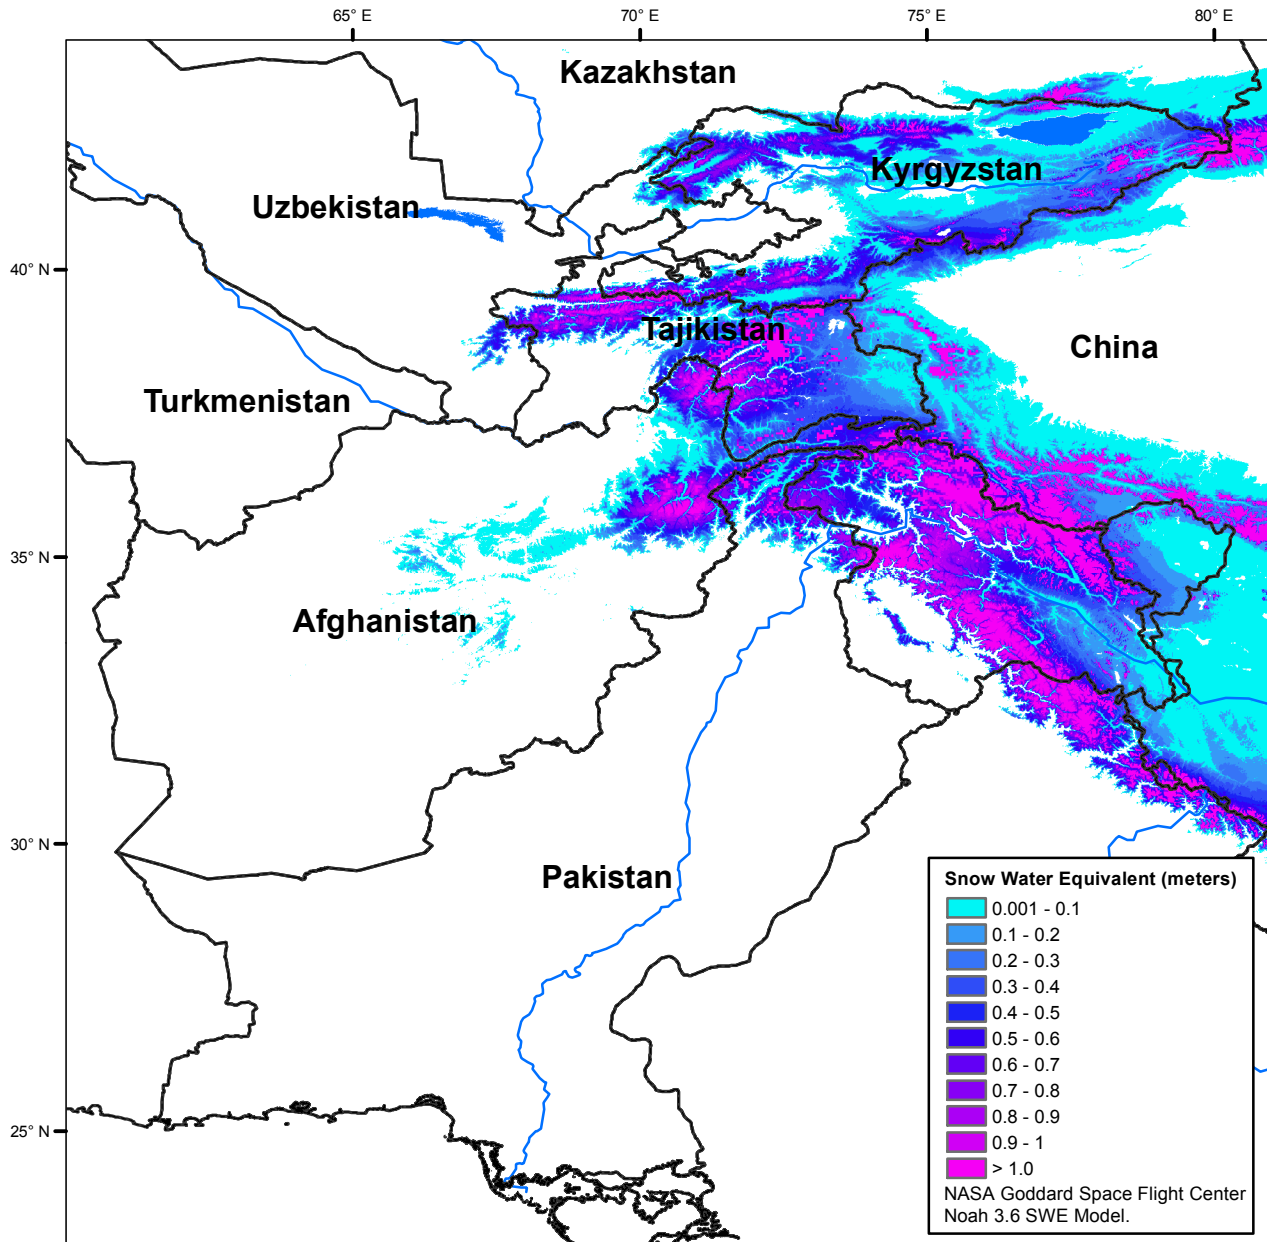 65° E
70° E
75° E
80° E
Kazakhstan
Kyrgyzstan
Uzbekistan
40° N
Tajikistan
China
Turkmenistan
35° N
Afghanistan
30° N
Pakistan
25° N
Snow Water Equivalent (meters)
0.001 - 0.1
0.1 - 0.2
0.2 - 0.3
0.3 - 0.4
0.4 - 0.5
0.5 - 0.6
0.6 - 0.7
0.7 - 0.8
0.8 - 0.9
0.9 - 1
> 1.0
NASA Goddard Space Flight Center
Noah 3.6 SWE Model.